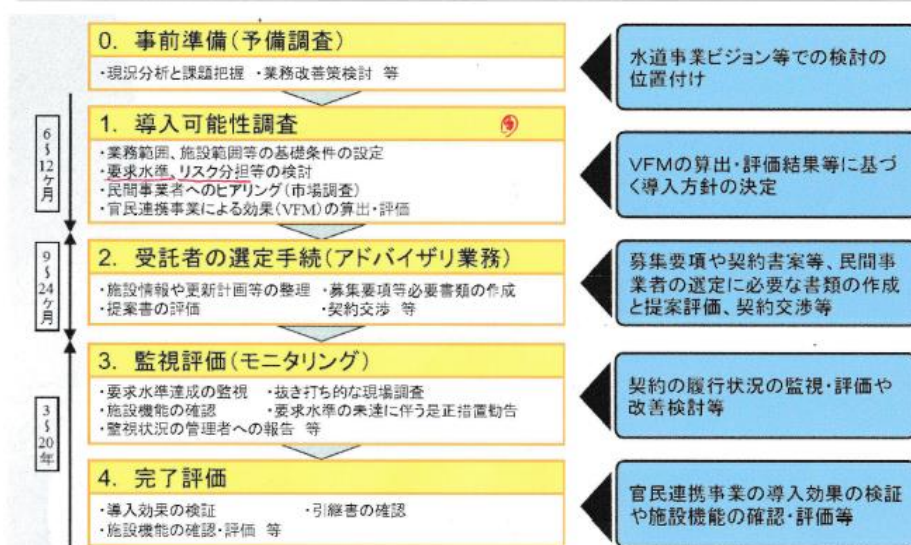 0. 事前準備(予備調査)
・現況分析と課題把握 ・業務改善策検討 等
水道事業ビジョン等での検討の
位置付け
6~12ヶ月
1. 導入可能性調査
・業務範囲、施設範囲等の基礎条件の設定
・要求水準、リスク分担等の検討
・民間事業者へのヒアリング(市場調査)
・官民連携事業による効果(VFM)の算出・評価
VFMの算出・評価結果等に基づ
く導入方針の決定
9~24ヶ月
2. 受託者の選定手続(アドバイザリ業務)
・施設情報や更新計画等の整理 ・募集要項等必要書類の作成
・提案書の評価 ・契約交渉 等
募集要項や契約書案等、民間事
業者の選定に必要な書類の作成
と提案評価、契約交渉等
3~20年
3. 監視評価(モニタリング)
・要求水準達成の監視 ・抜き打ち的な現場調査
・施設機能の確認 ・要求水準の未達に伴う是正措置勧告
・監視状況の管理者への報告 等
契約の履行状況の監視・評価や
改善検討等
4. 完了評価
・導入効果の検証 ・引継書の確認
・施設機能の確認・評価 等
官民連携事業の導入効果の検証
や施設機能の確認・評価等